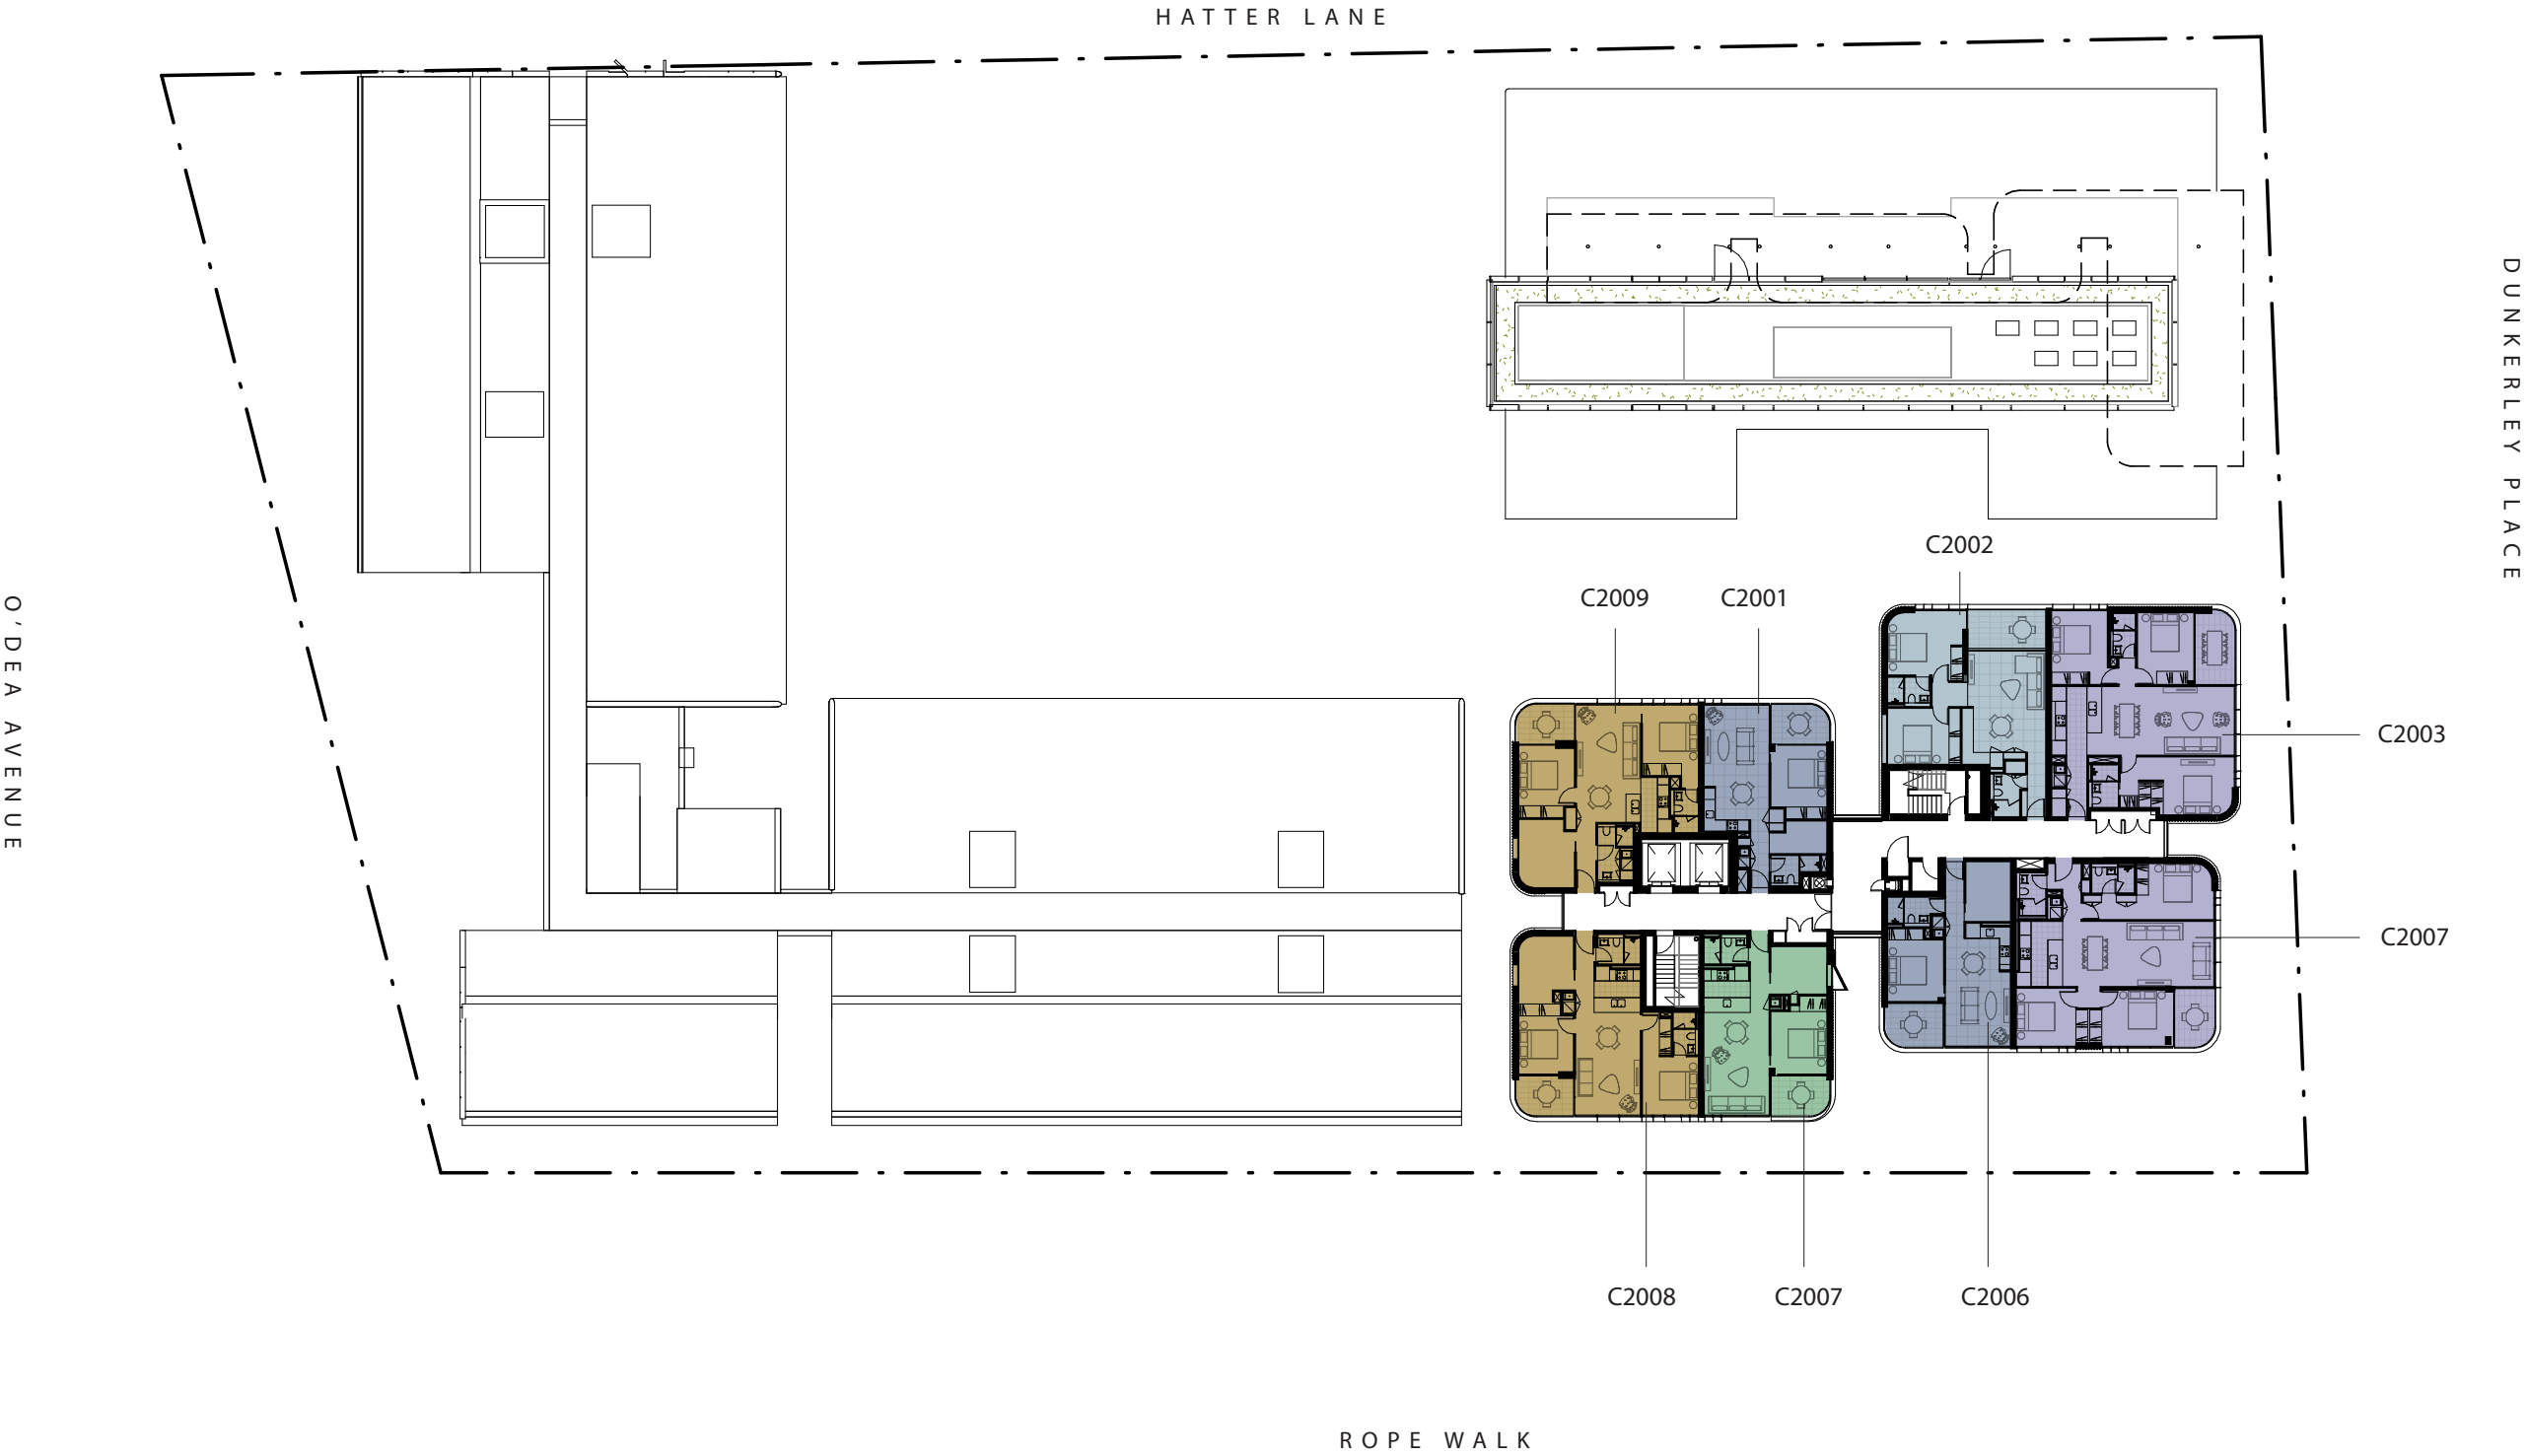 HATTER LANE
DUNKERLEY PLACE
C2002
C2009
C2001
O'DEA AVENUE
C2003
C2007
C2008
C2007
C2006
ROPE WALK